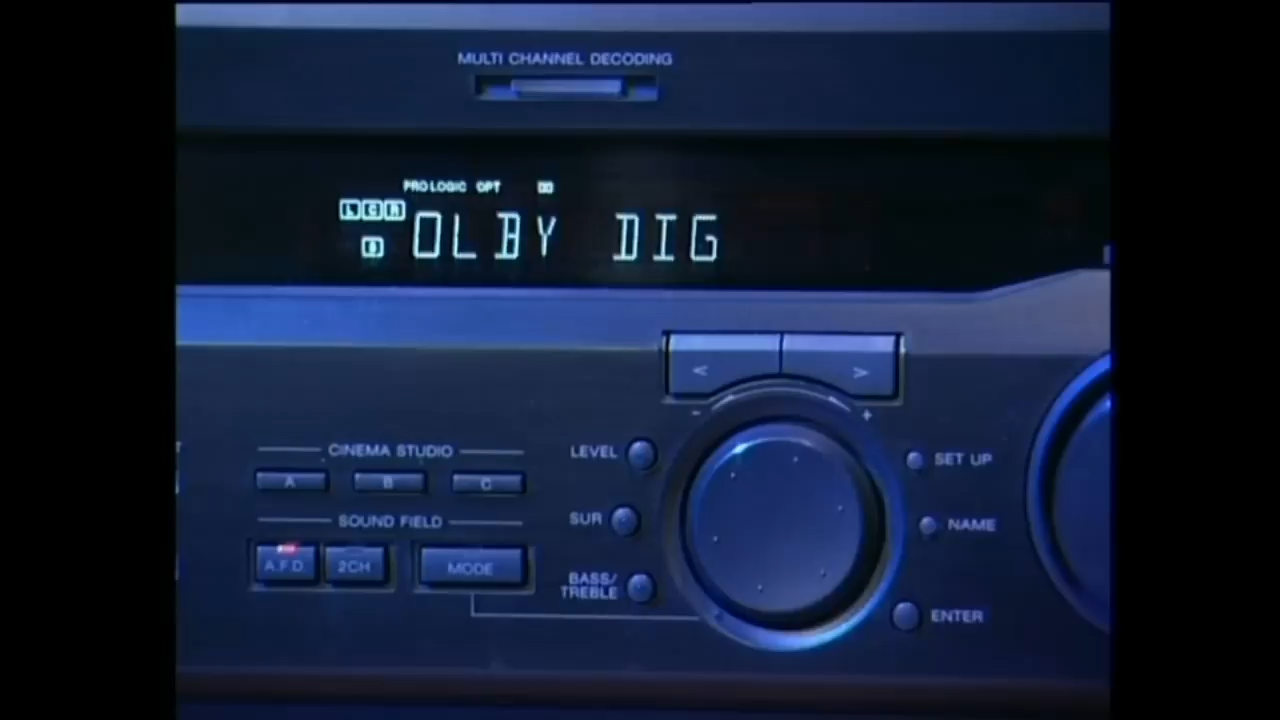 MULTI CHANNEL DECODING
PRO LOGIC OPT
L C R
S
OLBY DIG
< >
- +
CINEMA STUDIO
A B C
SOUND FIELD
A.F.D 2CH MODE
LEVEL
SUR
BASS/
TREBLE
SET UP
NAME
ENTER